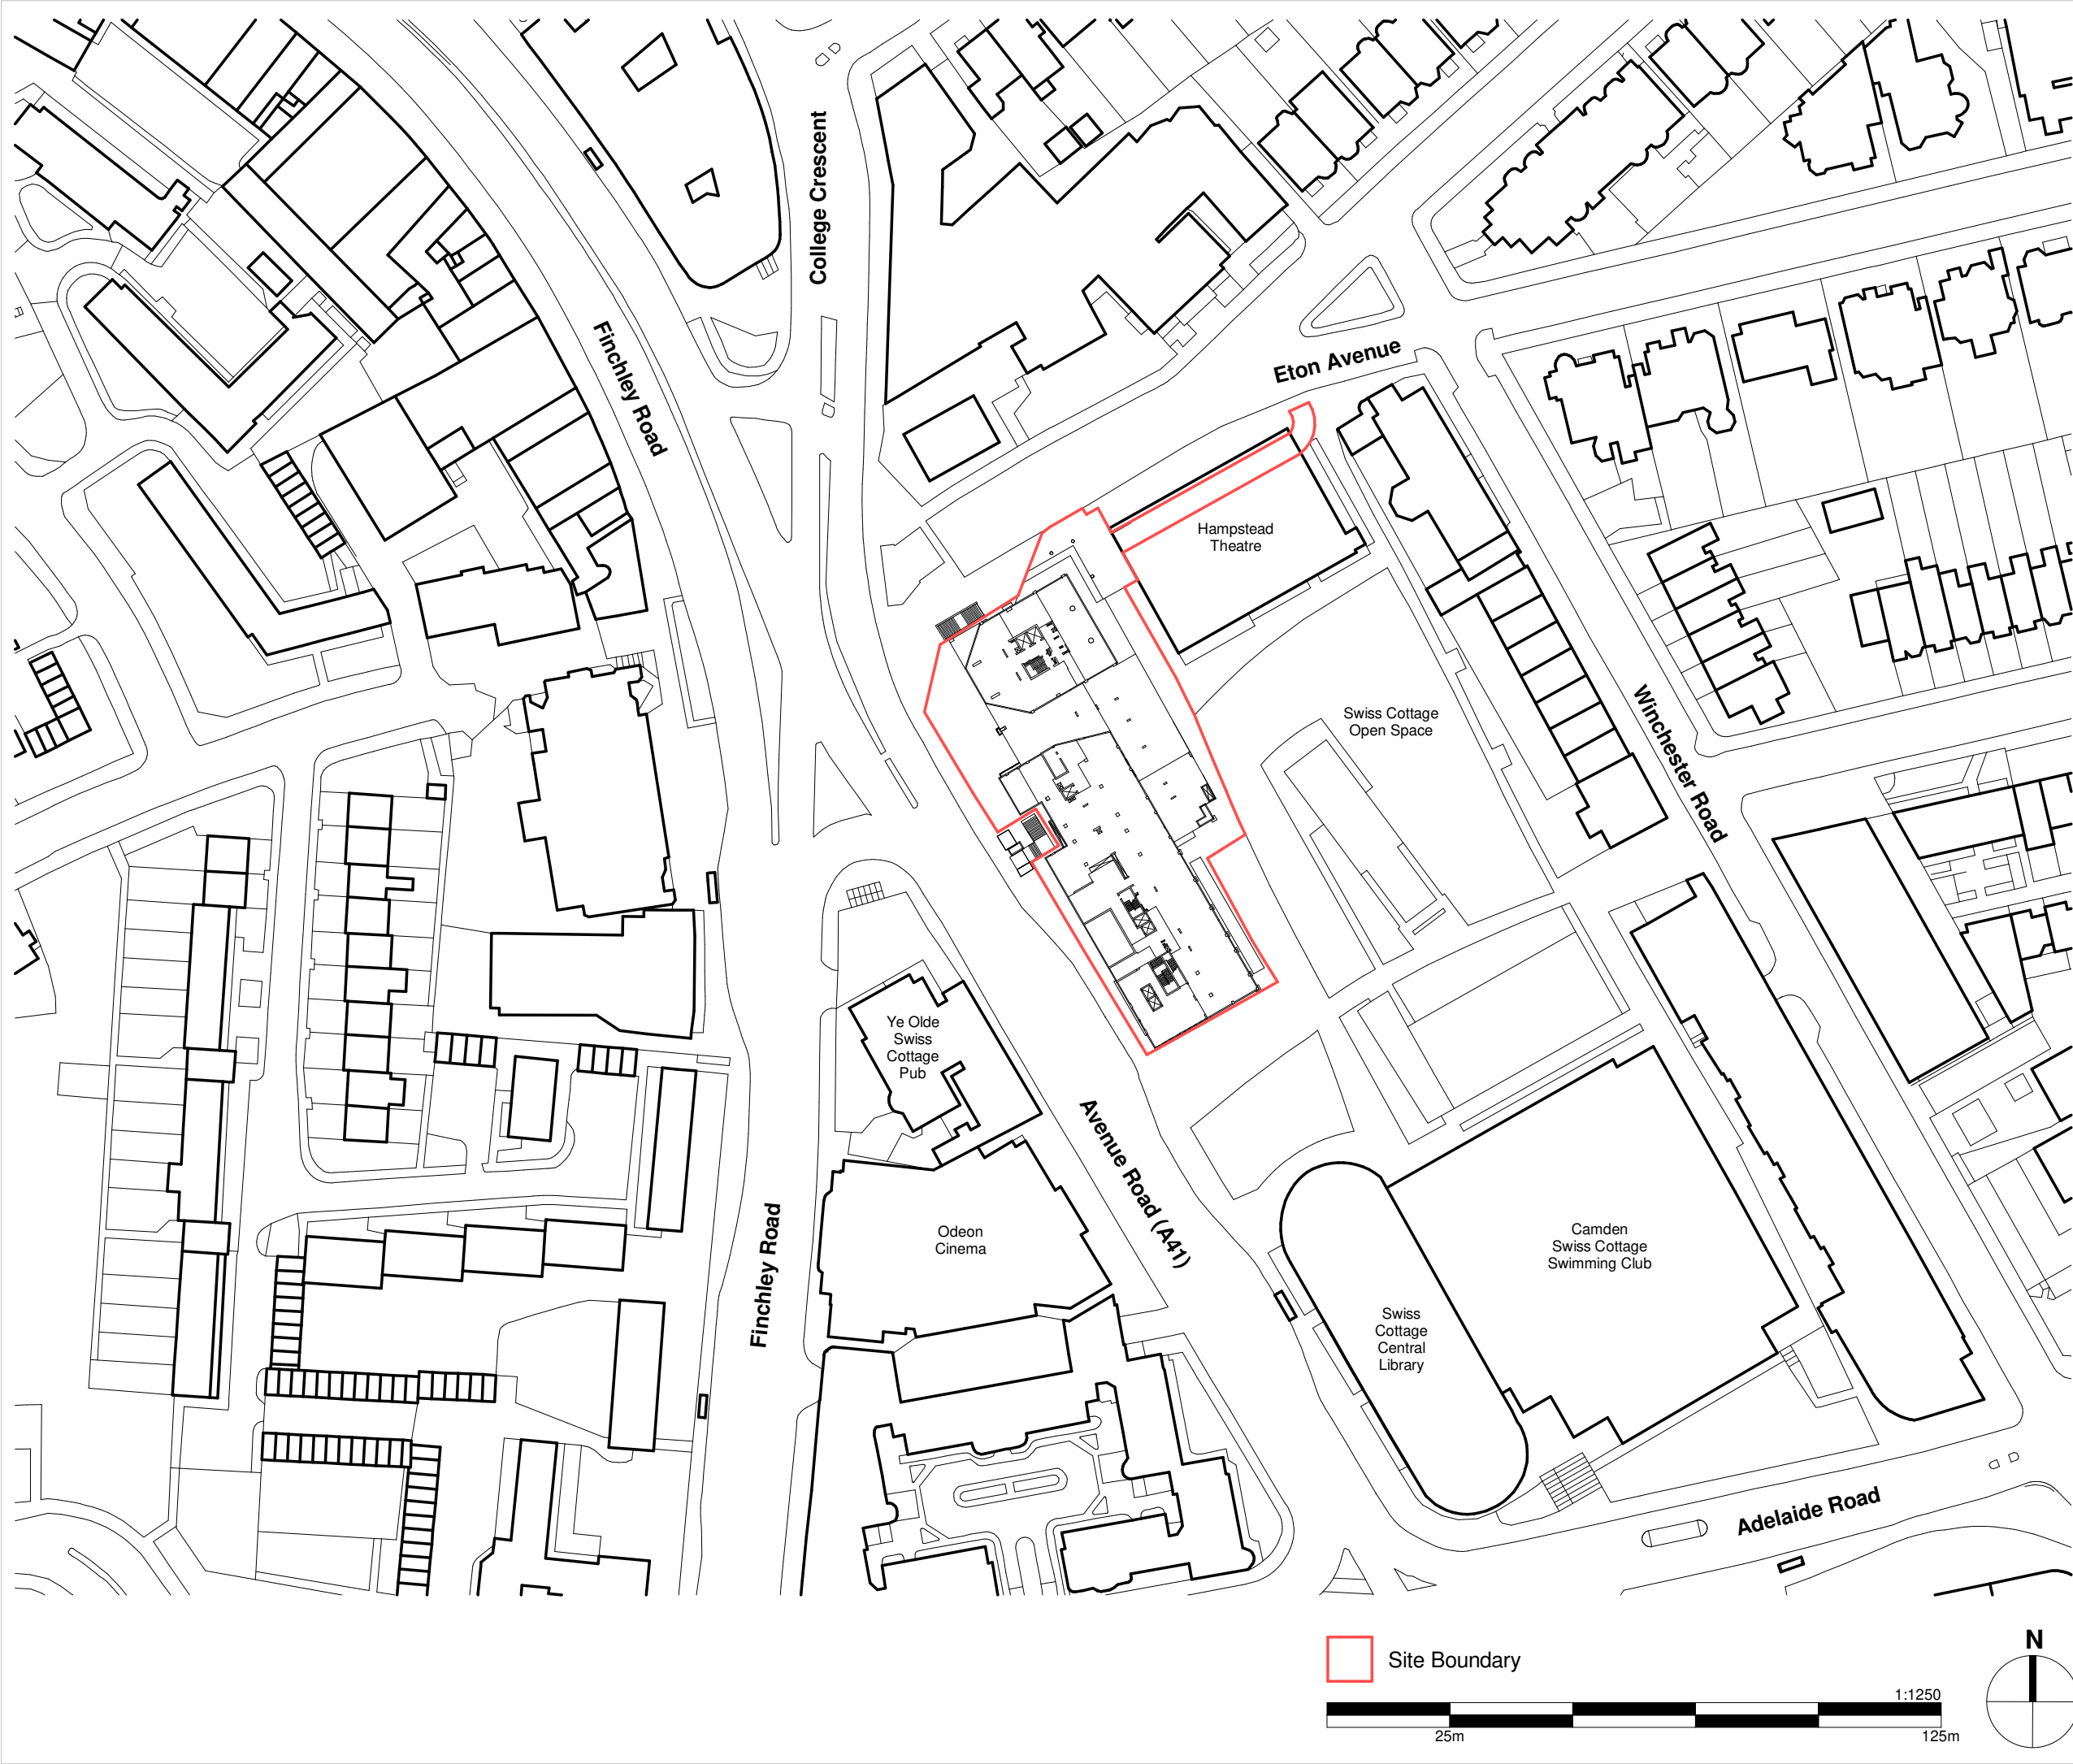 College Crescent
Finchley Road
Eton Avenue
Hampstead
Theatre
Swiss Cottage
Open Space
Winchester Road
Ye Olde
Swiss
Cottage
Pub
Avenue Road (A41)
Finchley Road
Odeon
Cinema
Camden
Swiss Cottage
Swimming Club
Swiss
Cottage
Central
Library
Adelaide Road
N
Site Boundary
1:1250
25m
125m